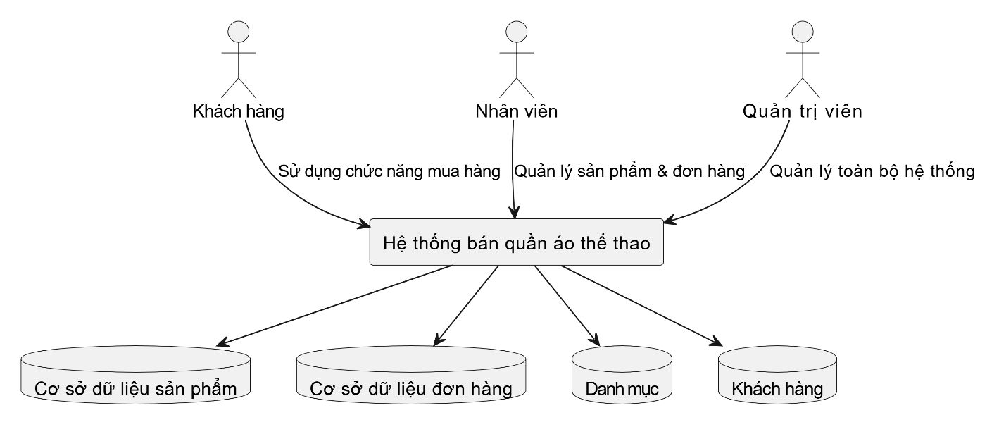 Khách hàng
Nhân viên
Quản trị viên
Sử dụng chức năng mua hàng
Quản lý sản phẩm & đơn hàng
Quản lý toàn bộ hệ thống
Hệ thống bán quần áo thể thao
Cơ sở dữ liệu sản phẩm
Cơ sở dữ liệu đơn hàng
Danh mục
Khách hàng